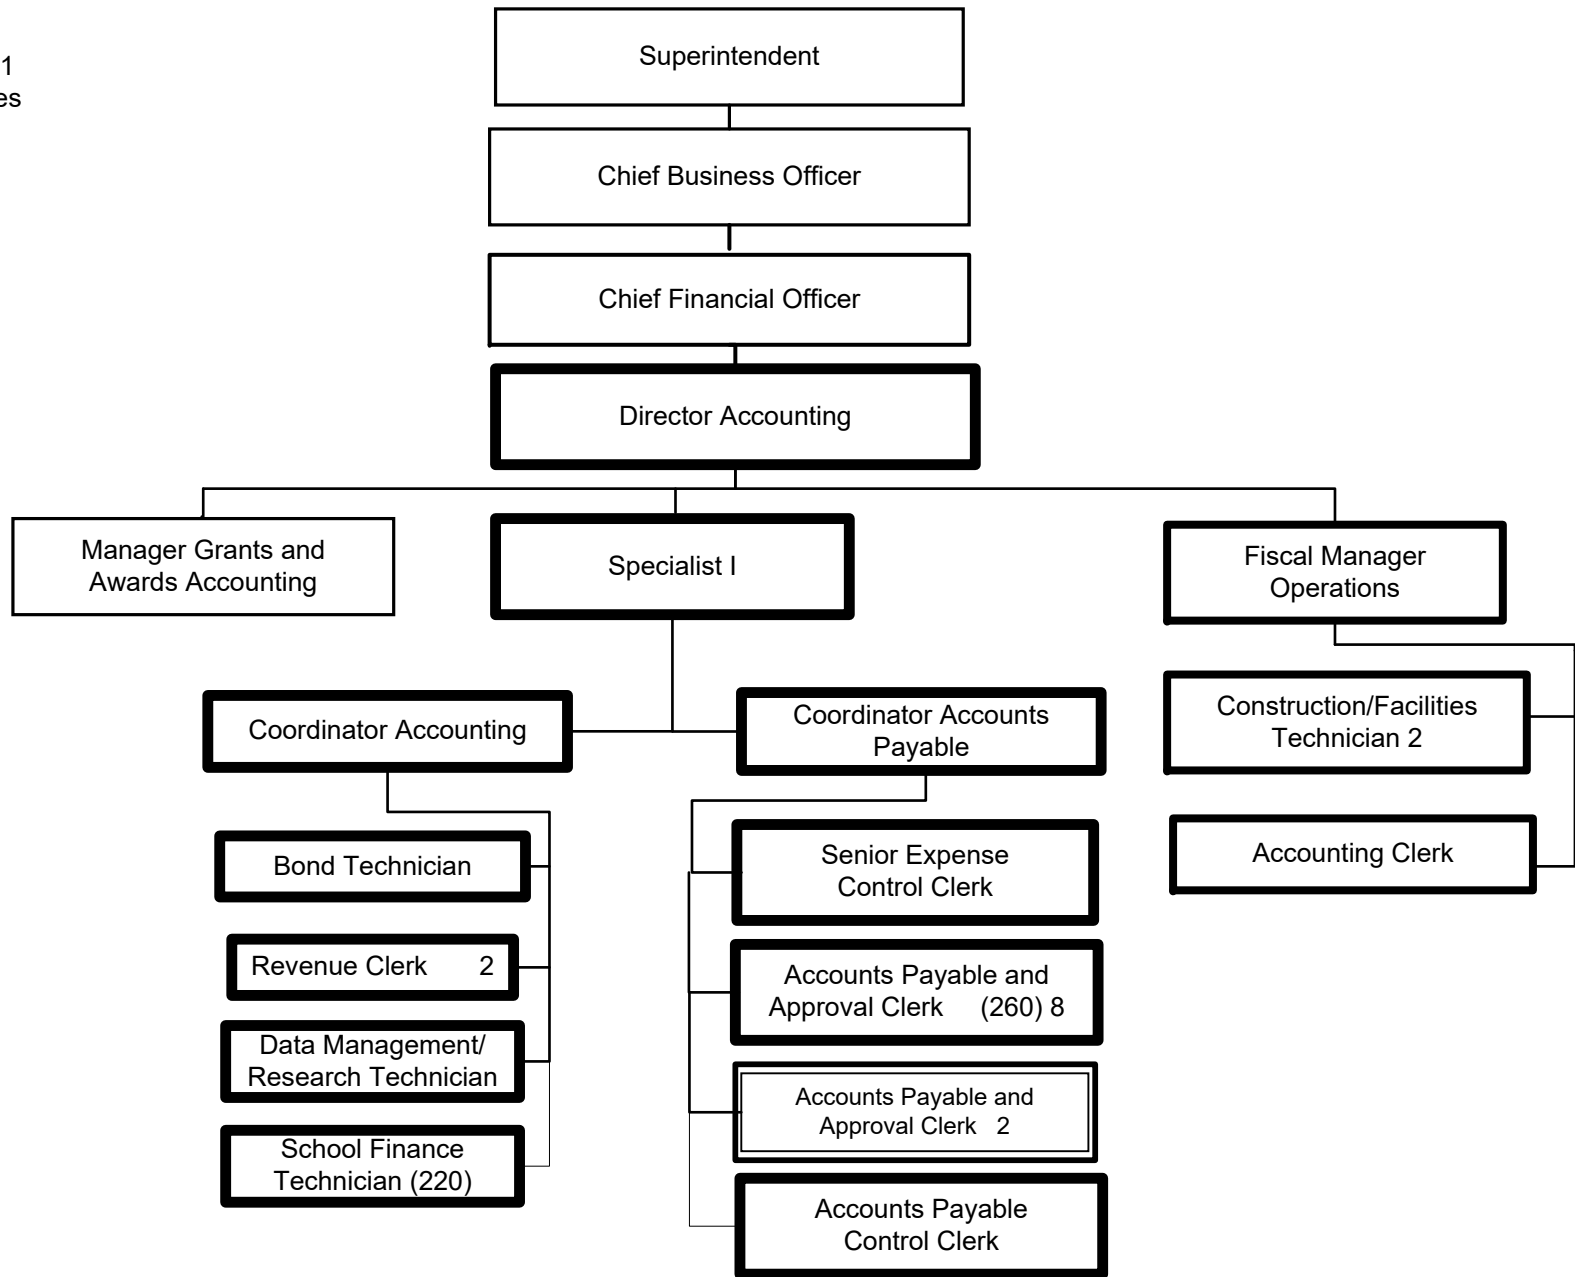 1
es
Superintendent
Chief Business Officer
Chief Financial Officer
Director Accounting
Manager Grants and
Awards Accounting
Specialist I
Fiscal Manager
Operations
Coordinator Accounting
Coordinator Accounts
Payable
Construction/Facilities
Technician 2
Bond Technician
Senior Expense
Control Clerk
Accounting Clerk
Revenue Clerk 2
Accounts Payable and
Approval Clerk (260) 8
Data Management/
Research Technician
Accounts Payable and
Approval Clerk 2
School Finance
Technician (220)
Accounts Payable
Control Clerk